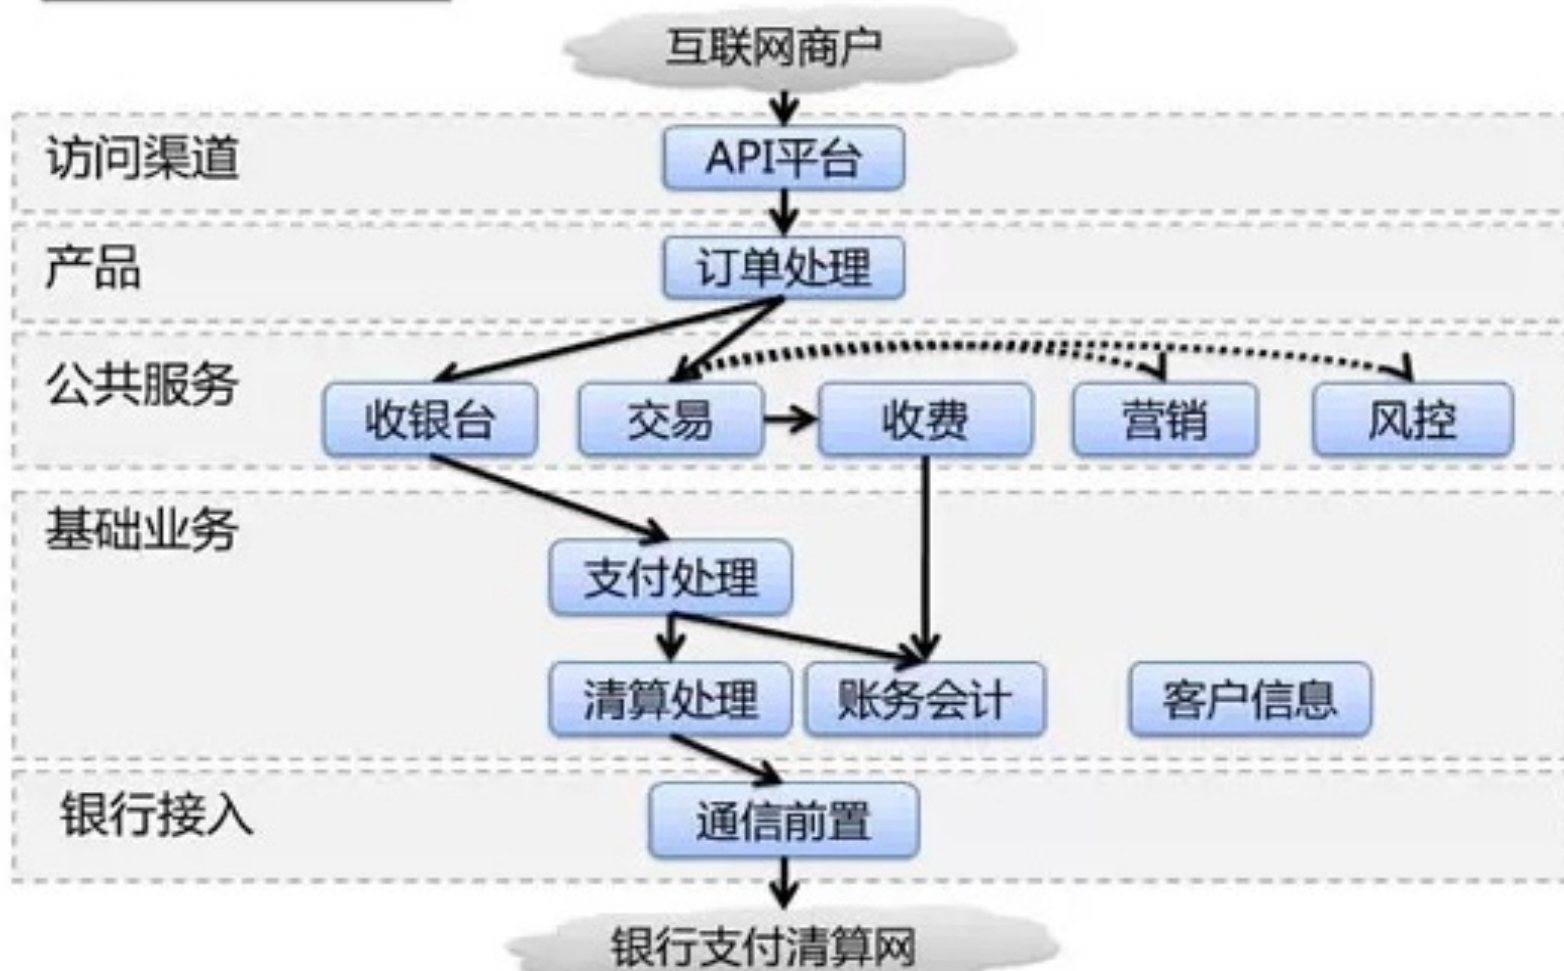 互联网商户
访问渠道
API平台
产品
订单处理
公共服务
收银台
交易
收费
营销
风控
基础业务
支付处理
清算处理
账务会计
客户信息
银行接入
通信前置
银行支付清算网